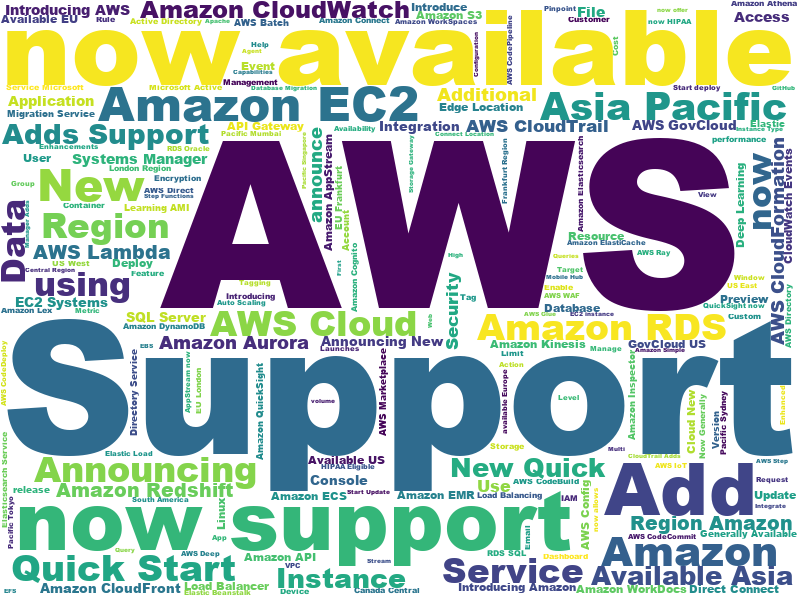 Introducing AWS
Amazon CloudWatch
Introduce
Amazon Athena
Available EU
Rule
Active Directory
Apache
AWS Batch
Amazon Connect
Amazon S3
Amazon WorkSpaces
Pinpoint
File
Customer
now offer
now HIPAA
Access
now available
Help
Agent
Event
Capabilities
Management
Configuration
AWS CodePipeline
Cost
Service Microsoft
Microsoft Active
Database Migration
Start deploy
GitHub
Application
Migration Service
Amazon EC2
Additional
Edge Location
Asia Pacific
Adds Support
API Gateway
Pacific Mumbai
Availability
Integration
Connect Location
AWS CloudTrail
AWS GovCloud
Elastic
Instance Type
performance
Enhancements
RDS Oracle
User
Systems Manager
London Region
Encryption
Group
New
AWS Direct
Step Functions
Container
Learning AMI
Pacific Singapore
announce
Amazon AppStream
EU Frankfurt
Account
Storage Gateway
Frankfurt Region
Amazon Elasticsearch
AWS
View
Deep Learning
now
AWS CloudFormation
CloudWatch Events
Data
Region
Resource
Amazon ElastiCache
AWS Lambda
AWS Ray
Central Region
US West
Deploy
Feature
First
Amazon Cognito
High
Queries
Target
Mobile Hub
using
Tagging
Enable
Window
US East
EC2 Systems
Introducing
Auto Scaling
Security
Tag
AWS WAF
Database
Preview
QuickSight now
AWS Directory
Amazon Lex
Metric
SQL Server
Amazon DynamoDB
AWS Cloud
Web
AWS Glue
EC2 Instance
Amazon RDS
Custom
AWS CodeDeploy
EBS
Amazon Aurora
Announcing New
Launches
Amazon Kinesis
Limit
Manage
GovCloud US
Amazon Simple
Support
Directory Service
AppStream now
EU London
Amazon QuickSight
volume
AWS Marketplace
Action
available Europe
Level
Amazon Inspector
Cloud New
Now Generally
Version
Pacific Sydney
Enhanced
Storage
Multi
Elasticsearch Service
Elastic Load
Available US
HIPAA Eligible
CloudTrail Adds
AWS Step
Announcing
Console
New Quick
AWS IoT
Add
Request
release
Amazon Redshift
South America
Amazon ECS
Start Update
Amazon EMR
Use
AWS CodeBuild
Load Balancing
IAM
AWS Config
now allows
Update
Integrate
Pacific Tokyo
now support
Linux
App
Email
Region Amazon
AWS CodeCommit
Generally Available
Query
AWS Deep
Amazon API
VPC
Stream
RDS SQL
Dashboard
Amazon
Quick Start
Instance
Service
Available Asia
EFS
Amazon CloudFront
Load Balancer
Elastic Beanstalk
Device
Canada Central
Introducing Amazon
Amazon WorkDocs
Direct Connect